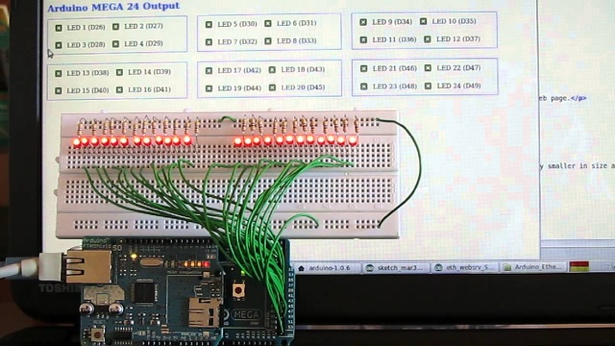 Arduino MEGA 24 Output
LED 1 (D26) LED 2 (D27) LED 5 (D30) LED 6 (D31) LED 9 (D34) LED 10 (D35)
LED 3 (D28) LED 4 (D29) LED 7 (D32) LED 8 (D33) LED 11 (D36) LED 12 (D37)
LED 13 (D38) LED 14 (D39) LED 17 (D42) LED 18 (D43) LED 21 (D46) LED 22 (D47)
LED 15 (D40) LED 16 (D41) LED 19 (D44) LED 20 (D45) LED 23 (D48) LED 24 (D49)
eb page.</p>
y smaller in size a
arduino-1.0.6 sketch_mar3... eth_websrv_S... Arduino_Ethe...
TOSH
Arduino
MEGA